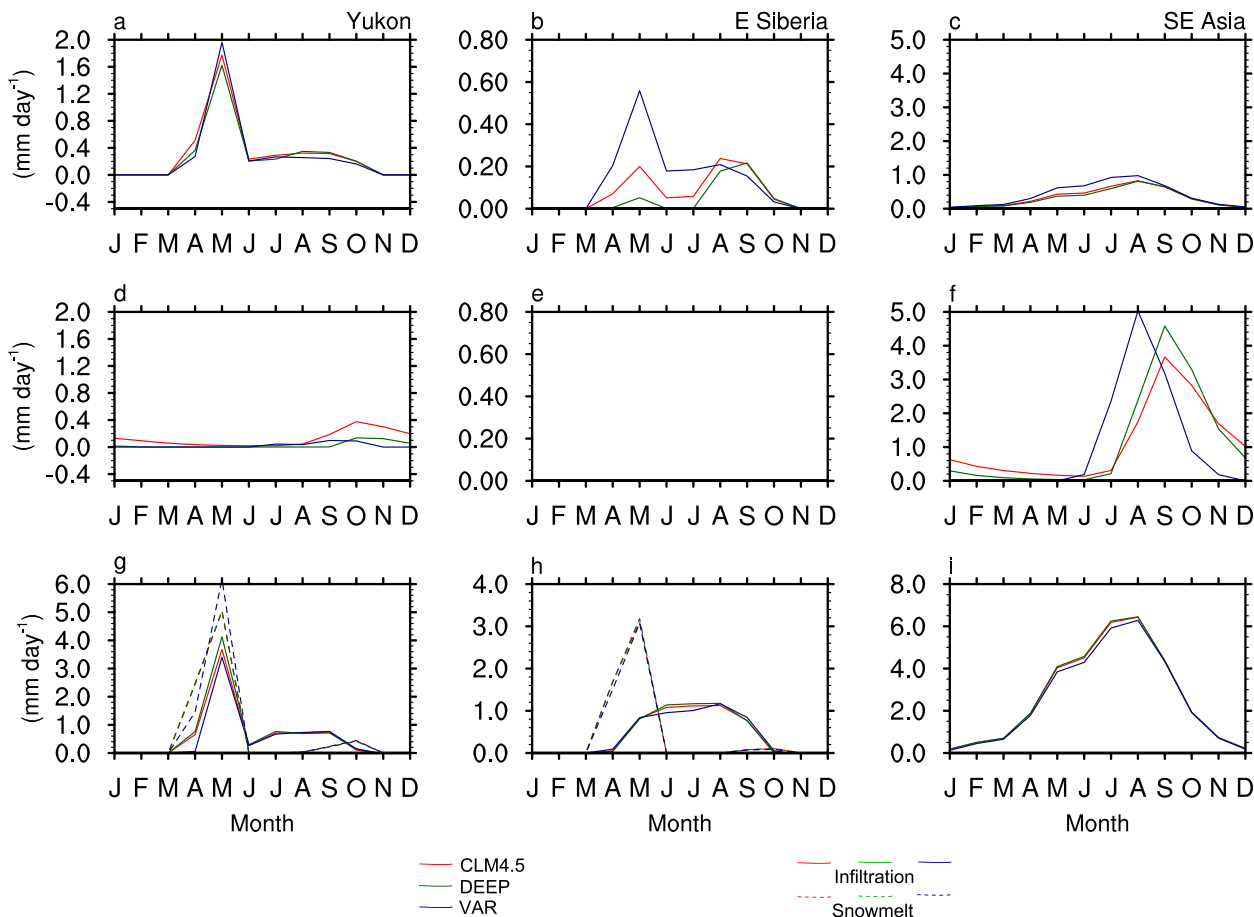 a Yukon b E Siberia c SE Asia
2.0 0.80 5.0
1.6 4.0
1.2 0.60
0.8 0.40 3.0
0.4 2.0
0.0 0.20 1.0
-0.4 0.00 0.0
(mm day-1)
J F M A M J J A S O N D J F M A M J J A S O N D J F M A M J J A S O N D
d e f
2.0 0.80 5.0
1.6 4.0
1.2 0.60
0.8 0.40 3.0
0.4 2.0
0.0 0.20 1.0
-0.4 0.00 0.0
(mm day-1)
J F M A M J J A S O N D J F M A M J J A S O N D J F M A M J J A S O N D
g h i
6.0 4.0 8.0
5.0 3.0 6.0
4.0
3.0 2.0 4.0
2.0
1.0 1.0 2.0
0.0 0.0 0.0
(mm day-1)
J F M A M J J A S O N D J F M A M J J A S O N D J F M A M J J A S O N D
Month Month Month
CLM4.5
DEEP
VAR
Infiltration
Snowmelt